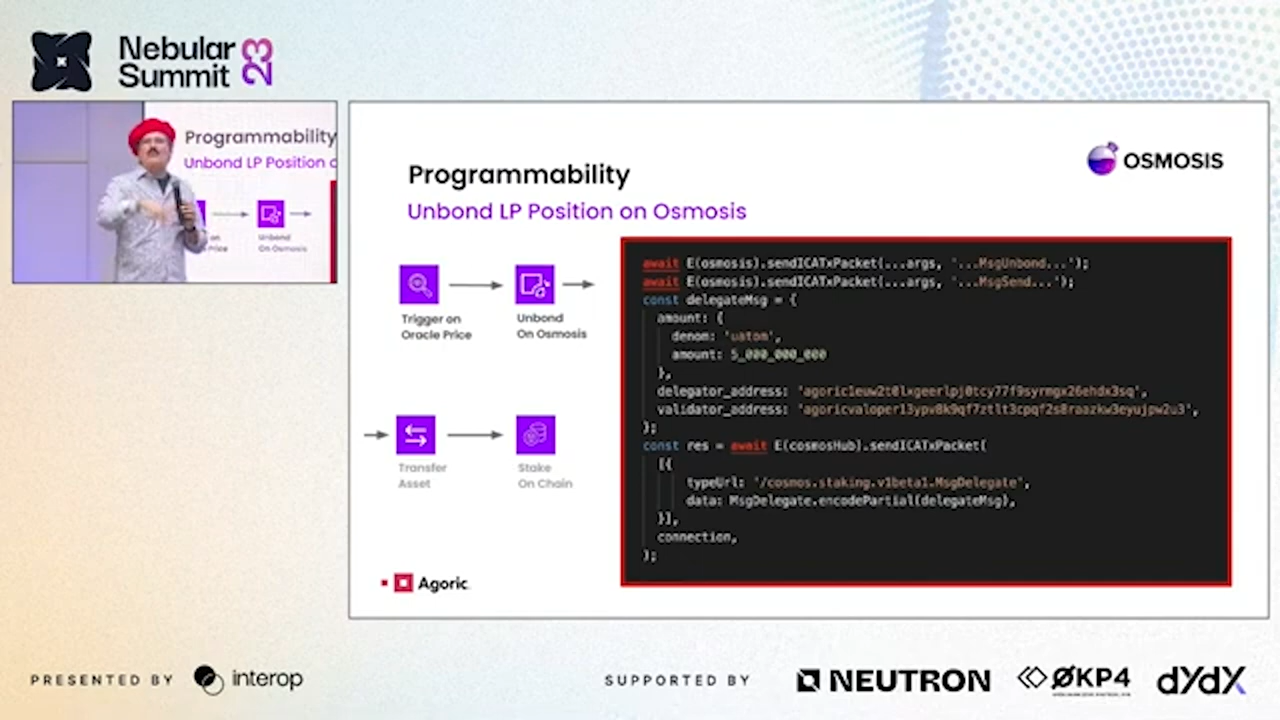 Nebular
Summit 23
Programmability
Unbond LP Position o
Unbond
On Osmosis
OSMOSIS
Programmability
Unbond LP Position on Osmosis
Trigger on
Oracle Price
Unbond
On Osmosis
Transfer
Asset
Stake
On Chain
await E(osmosis).sendICATxPacket(...args, '...MsgUnbond...');
await E(osmosis).sendICATxPacket(...args, '...MsgSend...');
const delegateMsg = {
amount: {
denom: 'uatom',
amount: 5_000_000_000
},
delegator_address:
validator_address:
};
const res = await E(cosmosHub).sendICATxPacket(
[{
typeUrl: '/cosmos.staking.v1beta1.MsgDelegate',
data: MsgDelegate.encodePartial(delegateMsg),
}],
connection,
);
Agoric
PRESENTED BY interop
SUPPORTED BY NEUTRON ØKP4 dYdX